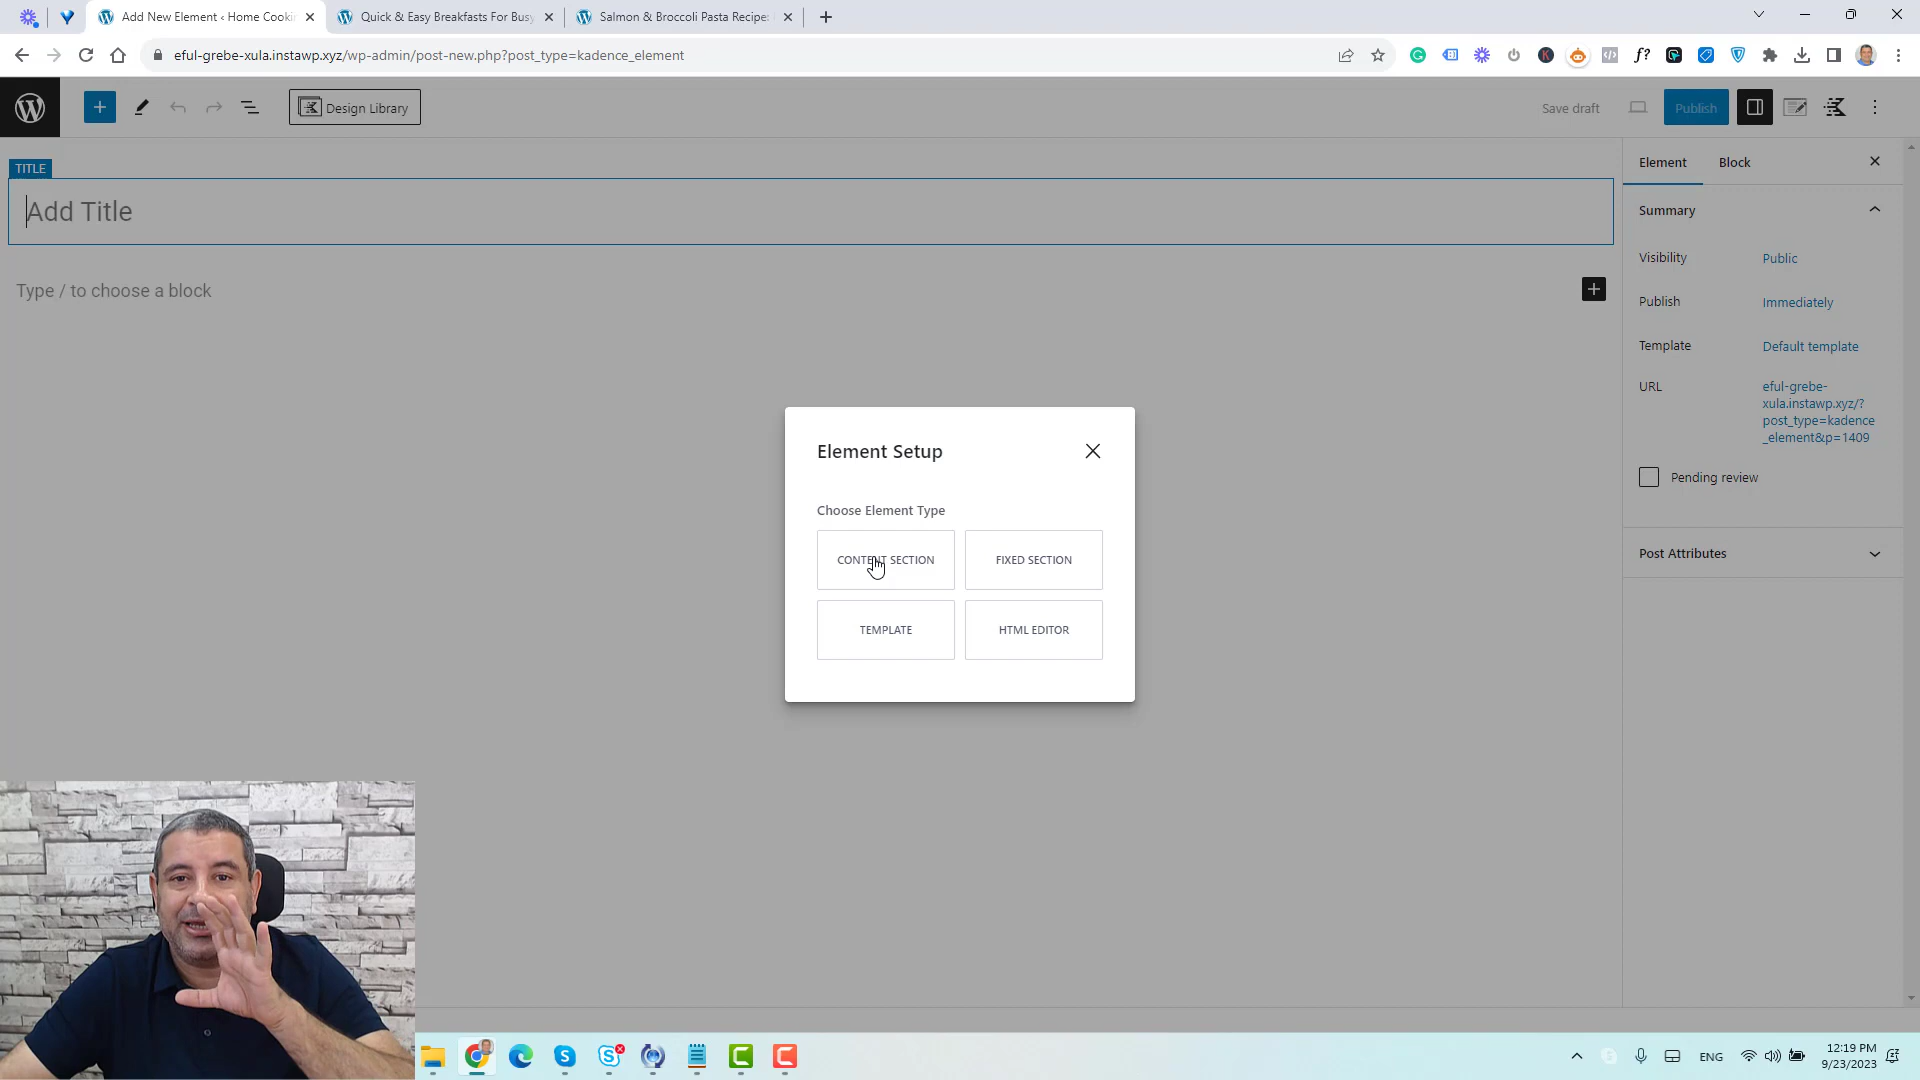 Add New Element ‹ Home Cooki
Quick & Easy Breakfasts For Busy
Salmon & Broccoli Pasta Recipe:
eful-grebe-xula.instawp.xyz/wp-admin/post-new.php?post_type=kadence_element
Design Library
Save draft
Publish
TITLE
Add Title
Type / to choose a block
Element
Block
Summary
Visibility
Public
Publish
Immediately
Template
Default template
URL
eful-grebe-
xula.instawp.xyz/?
post_type=kadence
_element&p=1409
Pending review
Post Attributes
Element Setup
Choose Element Type
CONTENT SECTION
FIXED SECTION
TEMPLATE
HTML EDITOR
ENG
12:19 PM
9/23/2023